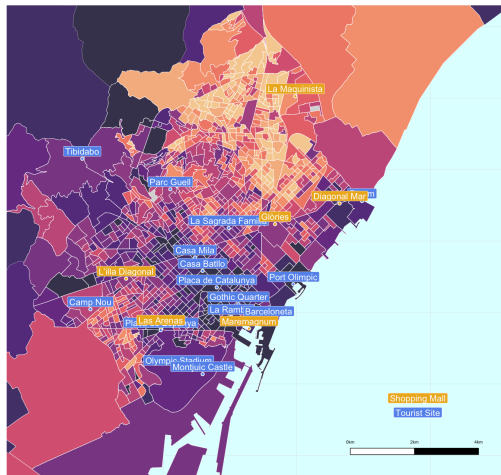 La Maquinista
Tibidabo
Parc Guell
Diagonal Mar
La Sagrada Familia
Glòries
Casa Mila
Casa Batllo
L'illa Diagonal
Placa de Catalunya
Port Olimpic
Camp Nou
Gothic Quarter
La Ramb
Barceloneta
Las Arenas
Maremagnum
Olympic Stadium
Montjuic Castle
Shopping Mall
Tourist Site
0km 2km 4km